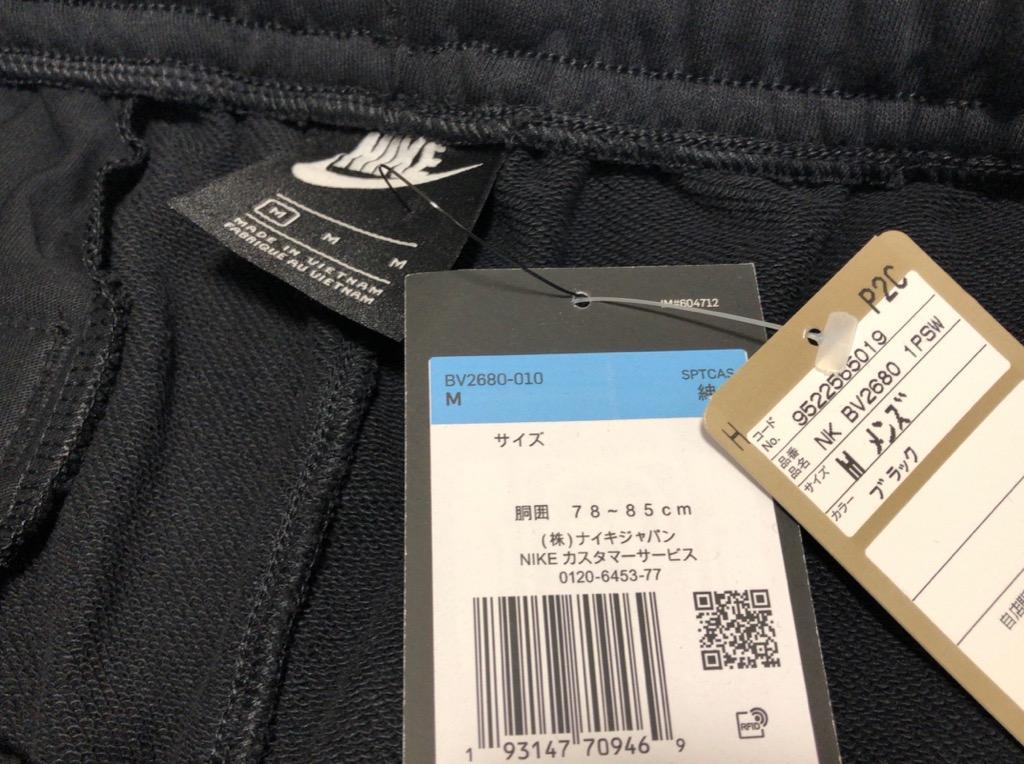 NIKE
M
M
M
MADE IN VIETNAM
FABRIQUE AU VIETNAM
IM#604712
BV2680-010
SPTCAS
M
紳
サイズ
胴囲 78~85cm
(株)ナイキジャパン
NIKE カスタマーサービス
0120-6453-77
RFID
1 93147 70946 9
P2C
H
コード No. 9522565019
品番 品名 NK BV2680 1PSW
サイズ M メンズ
カラー ブラック